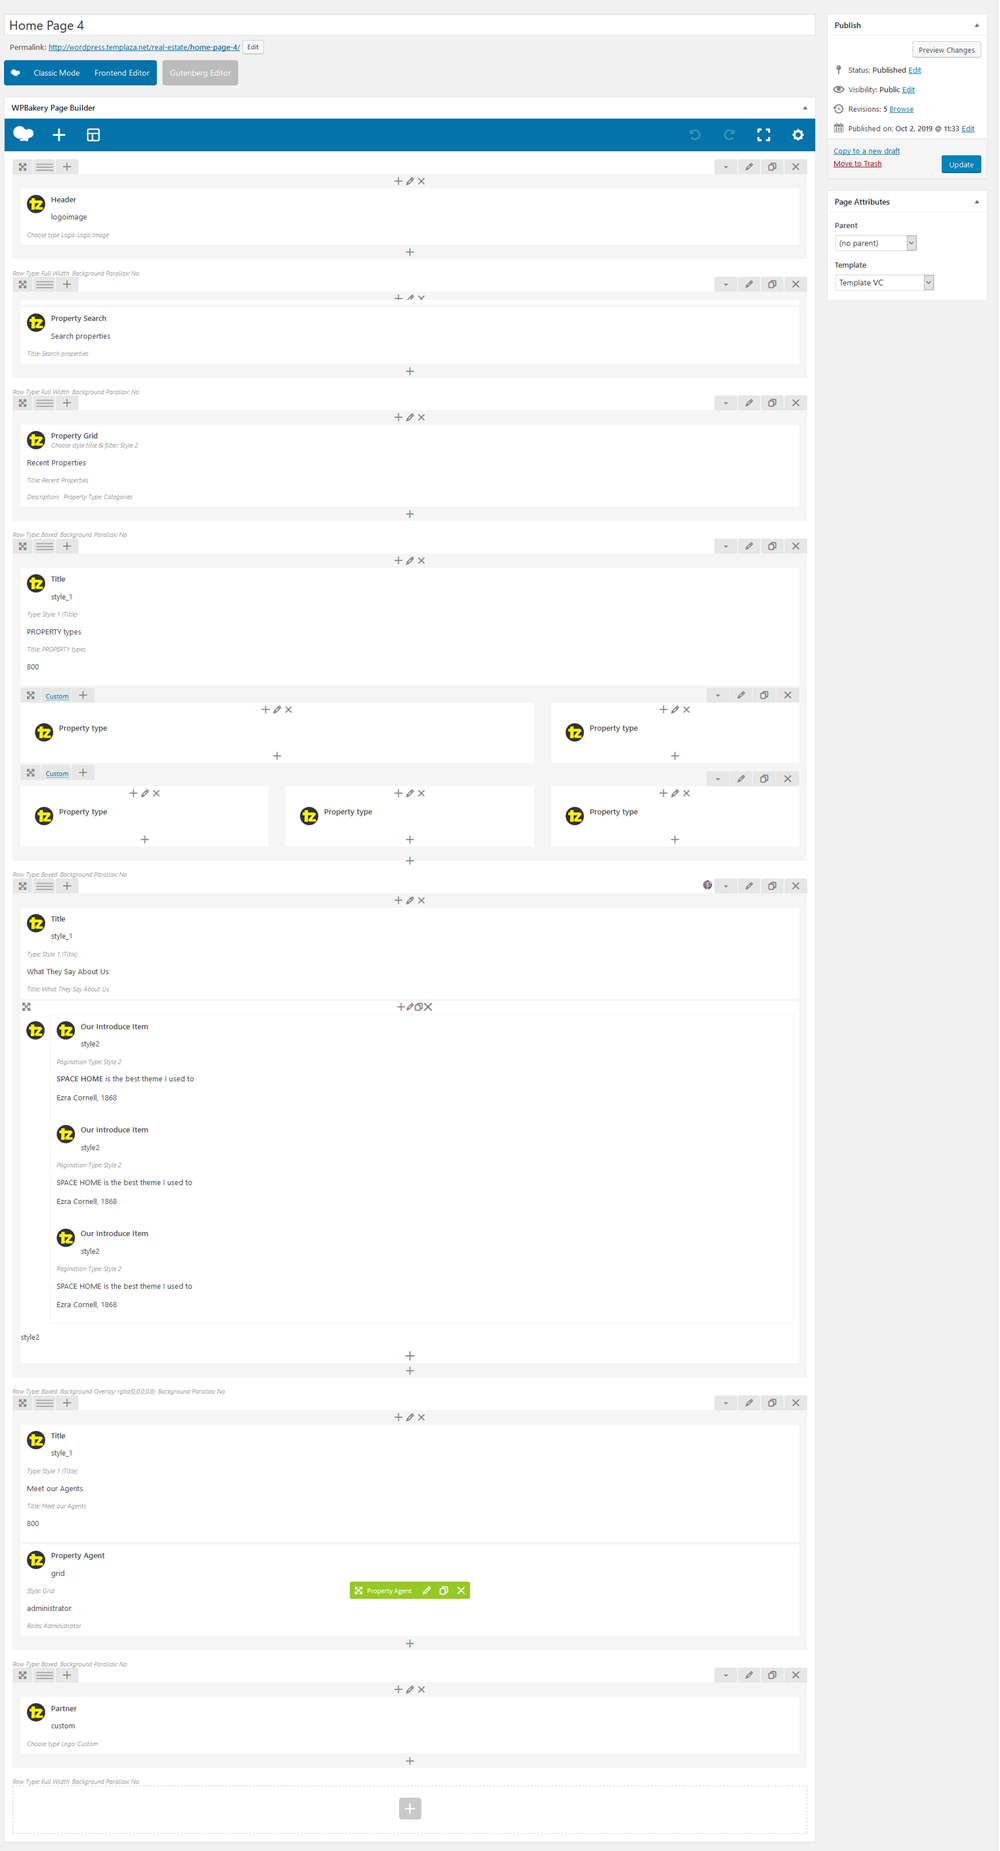 Home Page 4
Permalink: http://wordpress.templaza.net/real-estate/home-page-4/ Edit
Classic Mode Frontend Editor Gutenberg Editor
WPBakery Page Builder
Header
logoimage
Choose type Logo: Logo Image
Row Type: Full Width Background Parallax: No
Property Search
Search properties
Title: Search properties
Row Type: Full Width Background Parallax: No
Property Grid
Choose style title & filter: Style 2
Recent Properties
Title: Recent Properties
Description: Property Type: Categories
Row Type: Boxed Background Parallax: No
Title
style_1
Type: Style 1 (Title)
PROPERTY types
Title: PROPERTY types
800
Custom
Property type
Property type
Custom
Property type
Property type
Property type
Row Type: Boxed Background Parallax: No
Title
style_1
Type: Style 1 (Title)
What They Say About Us
Title: What They Say About Us
Our Introduce Item
style2
Pagination Type: Style 2
SPACE HOME is the best theme I used to
Ezra Cornell, 1868
Our Introduce Item
style2
Pagination Type: Style 2
SPACE HOME is the best theme I used to
Ezra Cornell, 1868
Our Introduce Item
style2
Pagination Type: Style 2
SPACE HOME is the best theme I used to
Ezra Cornell, 1868
style2
Row Type: Boxed Background Overlay: rgba(0,0,0,0.8) Background Parallax: No
Title
style_1
Type: Style 1 (Title)
Meet our Agents
Title: Meet our Agents
800
Property Agent
grid
Style: Grid
Property Agent
administrator
Roles: Administrator
Row Type: Boxed Background Parallax: No
Partner
custom
Choose type Logo: Custom
Row Type: Full Width Background Parallax: No
Publish
Preview Changes
Status: Published Edit
Visibility: Public Edit
Revisions: 5 Browse
Published on: Oct 2, 2019 @ 11:33 Edit
Copy to a new draft
Move to Trash
Update
Page Attributes
Parent
(no parent)
Template
Template VC